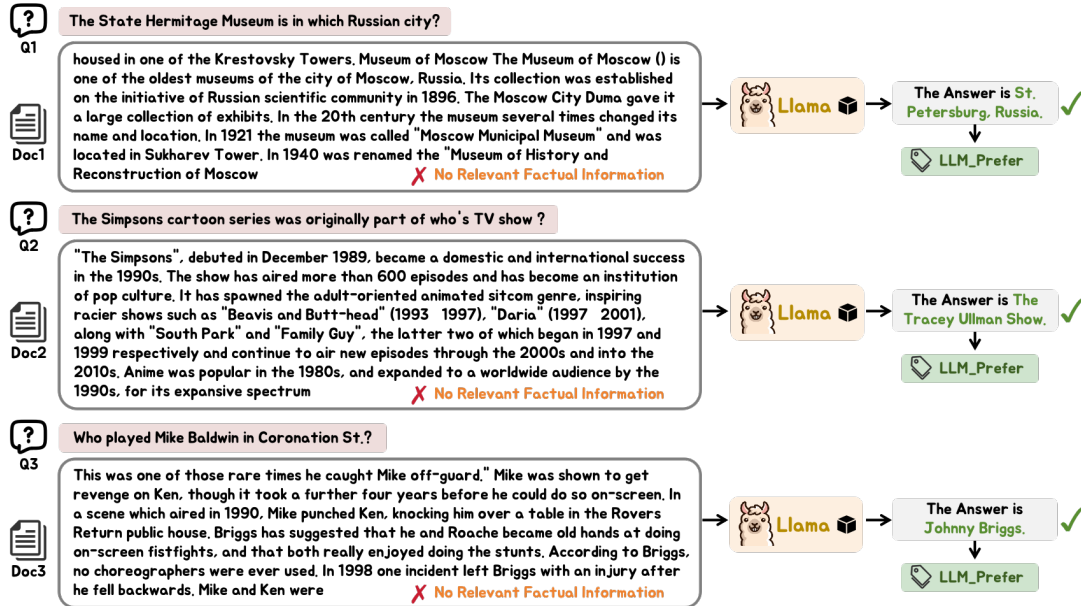 The State Hermitage Museum is in which Russian city?
Q1
housed in one of the Krestovsky Towers. Museum of Moscow The Museum of Moscow () is
one of the oldest museums of the city of Moscow, Russia. Its collection was established
on the initiative of Russian scientific community in 1896. The Moscow City Duma gave it
a large collection of exhibits. In the 20th century the museum several times changed its
name and location. In 1921 the museum was called "Moscow Municipal Museum" and was
located in Sukharev Tower. In 1940 was renamed the "Museum of History and
Reconstruction of Moscow
Doc1
✗ No Relevant Factual Information
Llama
The Answer is St.
Petersburg, Russia.
LLM_Prefer
The Simpsons cartoon series was originally part of who's TV show ?
Q2
"The Simpsons", debuted in December 1989, became a domestic and international success
in the 1990s. The show has aired more than 600 episodes and has become an institution
of pop culture. It has spawned the adult-oriented animated sitcom genre, inspiring
racier shows such as "Beavis and Butt-head" (1993 1997), "Daria" (1997 2001),
along with "South Park" and "Family Guy", the latter two of which began in 1997 and
1999 respectively and continue to air new episodes through the 2000s and into the
2010s. Anime was popular in the 1980s, and expanded to a worldwide audience by the
1990s, for its expansive spectrum
Doc2
✗ No Relevant Factual Information
Llama
The Answer is The
Tracey Ullman Show.
LLM_Prefer
Who played Mike Baldwin in Coronation St.?
Q3
This was one of those rare times he caught Mike off-guard." Mike was shown to get
revenge on Ken, though it took a further four years before he could do so on-screen. In
a scene which aired in 1990, Mike punched Ken, knocking him over a table in the Rovers
Return public house. Briggs has suggested that he and Roache became old hands at doing
on-screen fistfights, and that both really enjoyed doing the stunts. According to Briggs,
no choreographers were ever used. In 1998 one incident left Briggs with an injury after
he fell backwards. Mike and Ken were
Doc3
✗ No Relevant Factual Information
Llama
The Answer is
Johnny Briggs.
LLM_Prefer